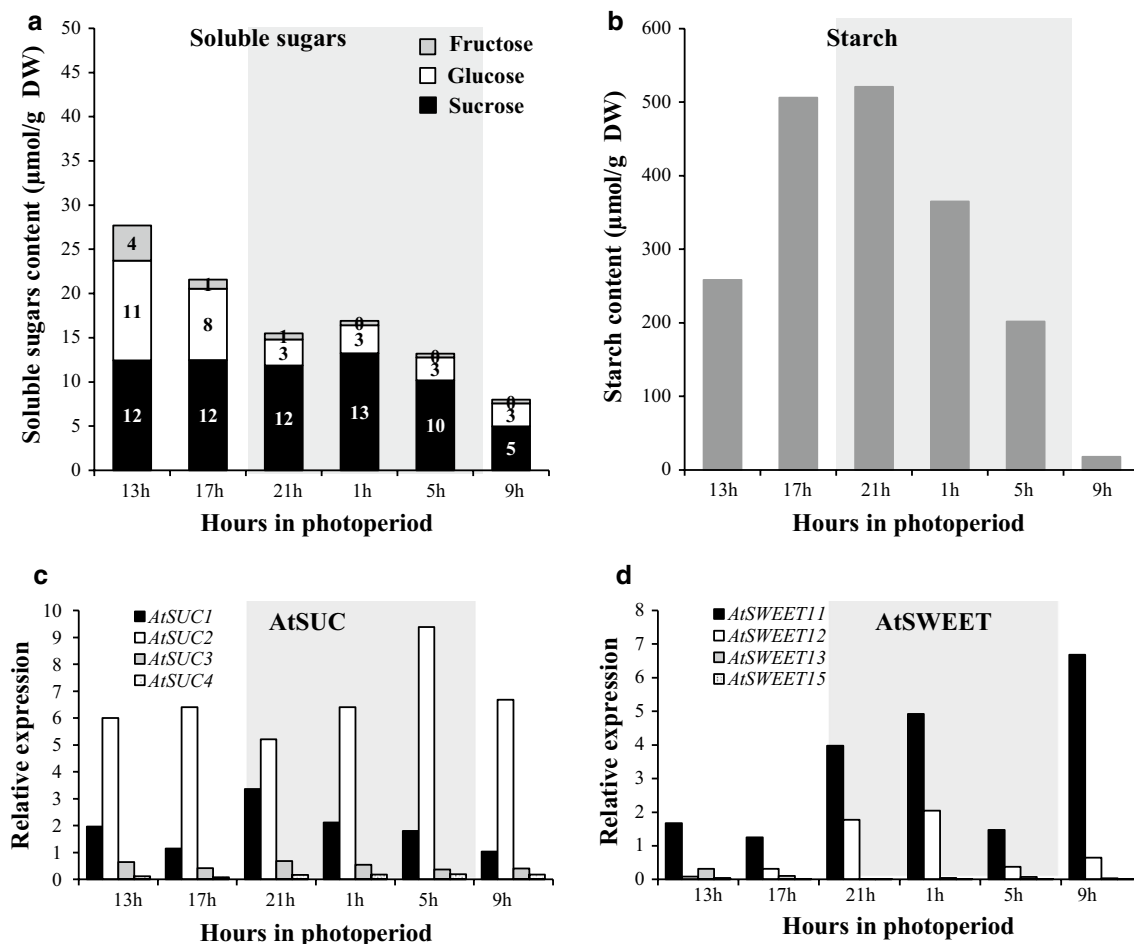 a
Soluble sugars
Fructose
Glucose
Sucrose
Soluble sugars content (µmol/g DW)
50
45
40
35
30
25
20
15
10
5
0
4
11
12
1
8
12
1
3
12
0
3
13
0
3
10
0
3
5
13h 17h 21h 1h 5h 9h
Hours in photoperiod
b
Starch
Starch content (µmol/g DW)
600
500
400
300
200
100
0
13h 17h 21h 1h 5h 9h
Hours in photoperiod
c
AtSUC
AtSUC1
AtSUC2
AtSUC3
AtSUC4
Relative expression
10
9
8
7
6
5
4
3
2
1
0
13h 17h 21h 1h 5h 9h
Hours in photoperiod
d
AtSWEET
AtSWEET11
AtSWEET12
AtSWEET13
AtSWEET15
Relative expression
8
7
6
5
4
3
2
1
0
13h 17h 21h 1h 5h 9h
Hours in photoperiod